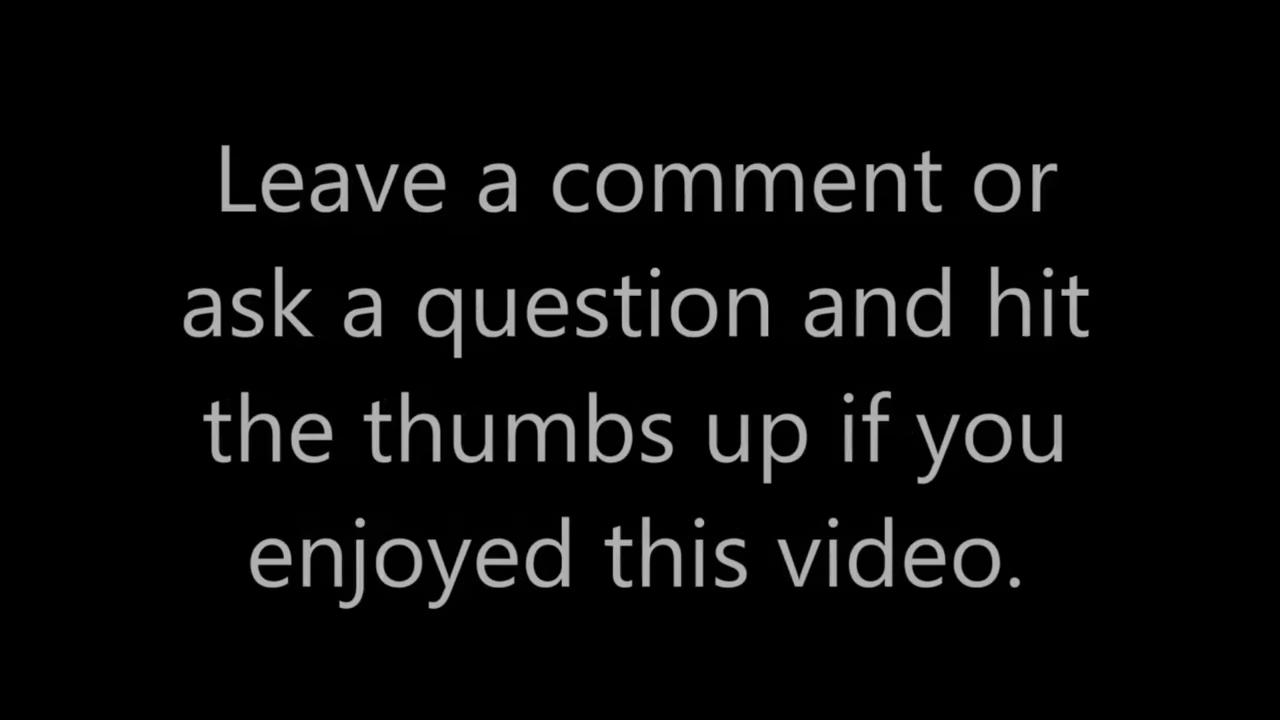 Leave a comment or
ask a question and hit
the thumbs up if you
enjoyed this video.